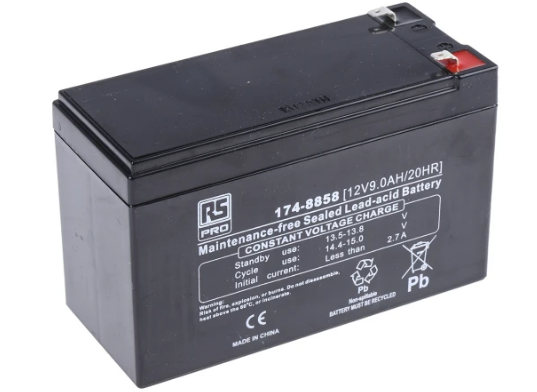 RS
PRO
174-8858 [12V9.0AH/20HR]
Maintenance-free Sealed Lead-acid Battery
CONSTANT VOLTAGE CHARGE
Standby use: 13.5-13.8 V
Cycle use: 14.4-15.0 V
Initial current: Less than 2.7A
Warning:
Risk of fire, explosion, or burns. Do not disassemble,
heat above the 60°C, or incinerate.
Pb
Non-spillable
BATTERY MUST BE RECYCLED
Pb
CE
MADE IN CHINA